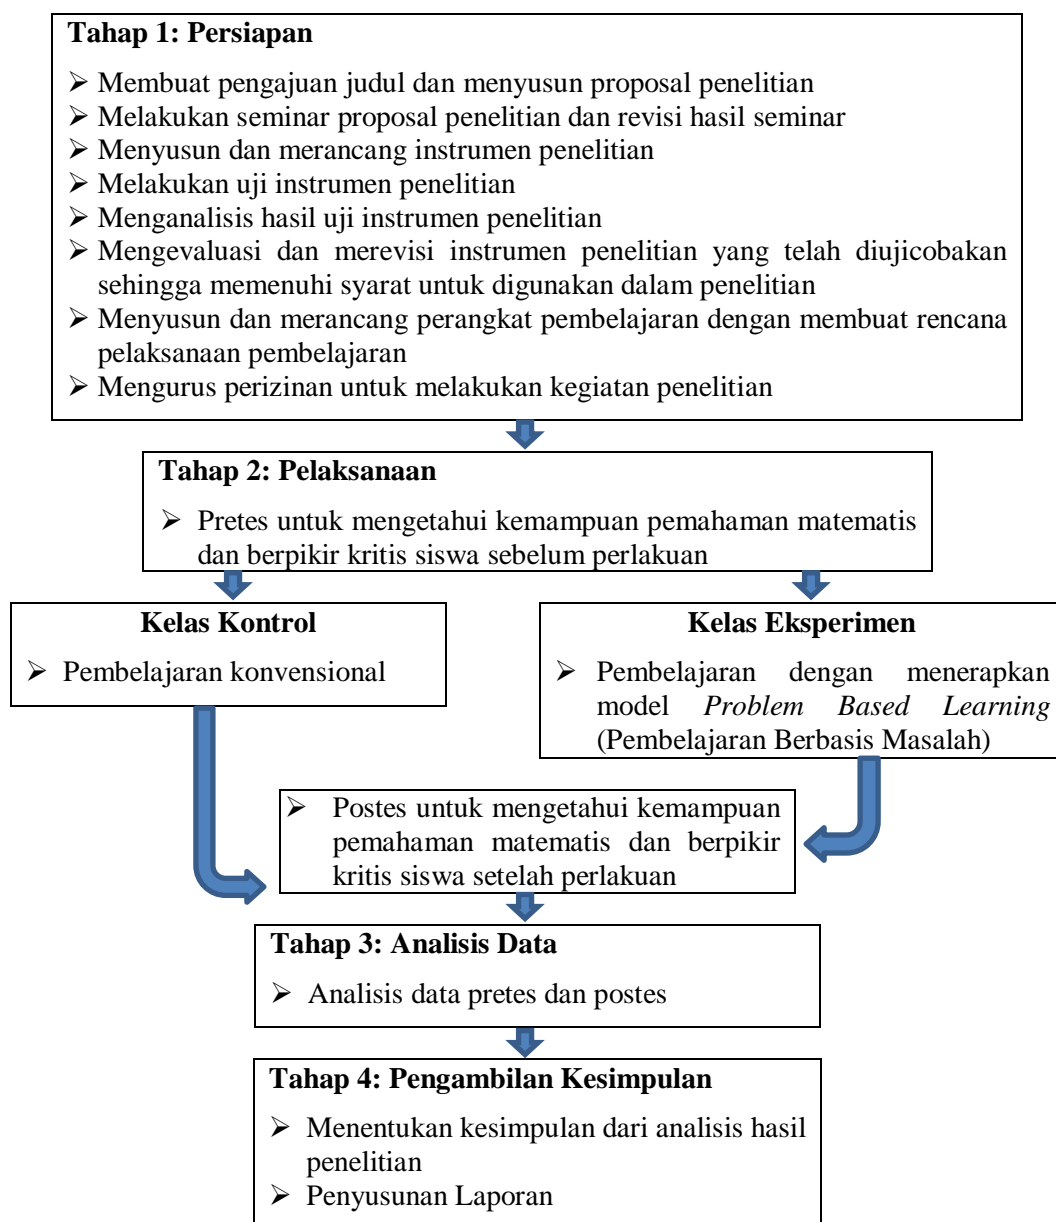 Tahap 1: Persiapan
➢ Membuat pengajuan judul dan menyusun proposal penelitian
➢ Melakukan seminar proposal penelitian dan revisi hasil seminar
➢ Menyusun dan merancang instrumen penelitian
➢ Melakukan uji instrumen penelitian
➢ Menganalisis hasil uji instrumen penelitian
➢ Mengevaluasi dan merevisi instrumen penelitian yang telah diujicobakan
sehingga memenuhi syarat untuk digunakan dalam penelitian
➢ Menyusun dan merancang perangkat pembelajaran dengan membuat rencana
pelaksanaan pembelajaran
➢ Mengurus perizinan untuk melakukan kegiatan penelitian
Tahap 2: Pelaksanaan
➢ Pretes untuk mengetahui kemampuan pemahaman matematis
dan berpikir kritis siswa sebelum perlakuan
Kelas Kontrol
➢ Pembelajaran konvensional
Kelas Eksperimen
➢ Pembelajaran dengan menerapkan
model Problem Based Learning
(Pembelajaran Berbasis Masalah)
➢ Postes untuk mengetahui kemampuan
pemahaman matematis dan berpikir
kritis siswa setelah perlakuan
Tahap 3: Analisis Data
➢ Analisis data pretes dan postes
Tahap 4: Pengambilan Kesimpulan
➢ Menentukan kesimpulan dari analisis hasil
penelitian
➢ Penyusunan Laporan